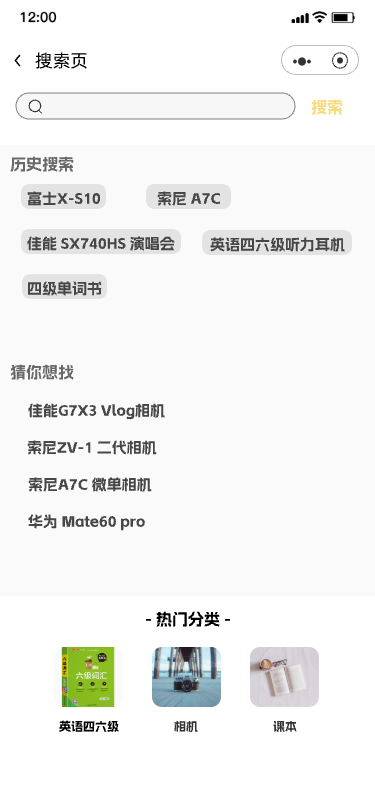 12:00
搜索页
搜索
历史搜索
富士X-S10
索尼 A7C
佳能 SX740HS 演唱会
英语四六级听力耳机
四级单词书
猜你想找
佳能G7X3 Vlog相机
索尼ZV-1 二代相机
索尼A7C 微单相机
华为 Mate60 pro
- 热门分类 -
六级词汇
英语四六级
相机
课本